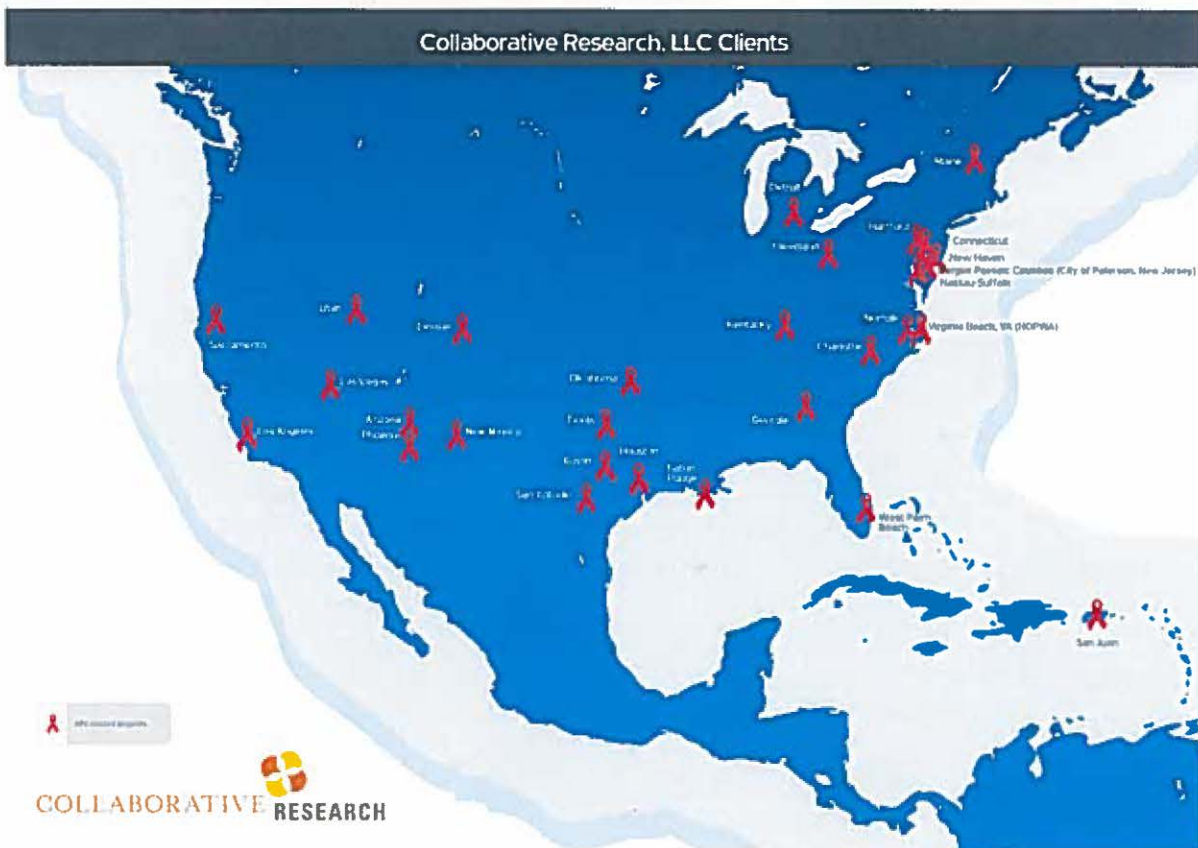 Collaborative Research, LLC Clients
Maine
Detroit
Cleveland
Hartford
Connecticut
New Haven
Bergen Passaic Counties (City of Paterson, New Jersey)
Nassau-Suffolk
Utah
Denver
Sacramento
Kentucky
Norfolk
Virginia Beach, VA (HOPWA)
Charlotte
Las Vegas
Oklahoma
Georgia
Los Angeles
Arizona
Phoenix
New Mexico
Houston
Austin
Baton
Rouge
San Antonio
West Palm
Beach
San Juan
COLLABORATIVE
RESEARCH